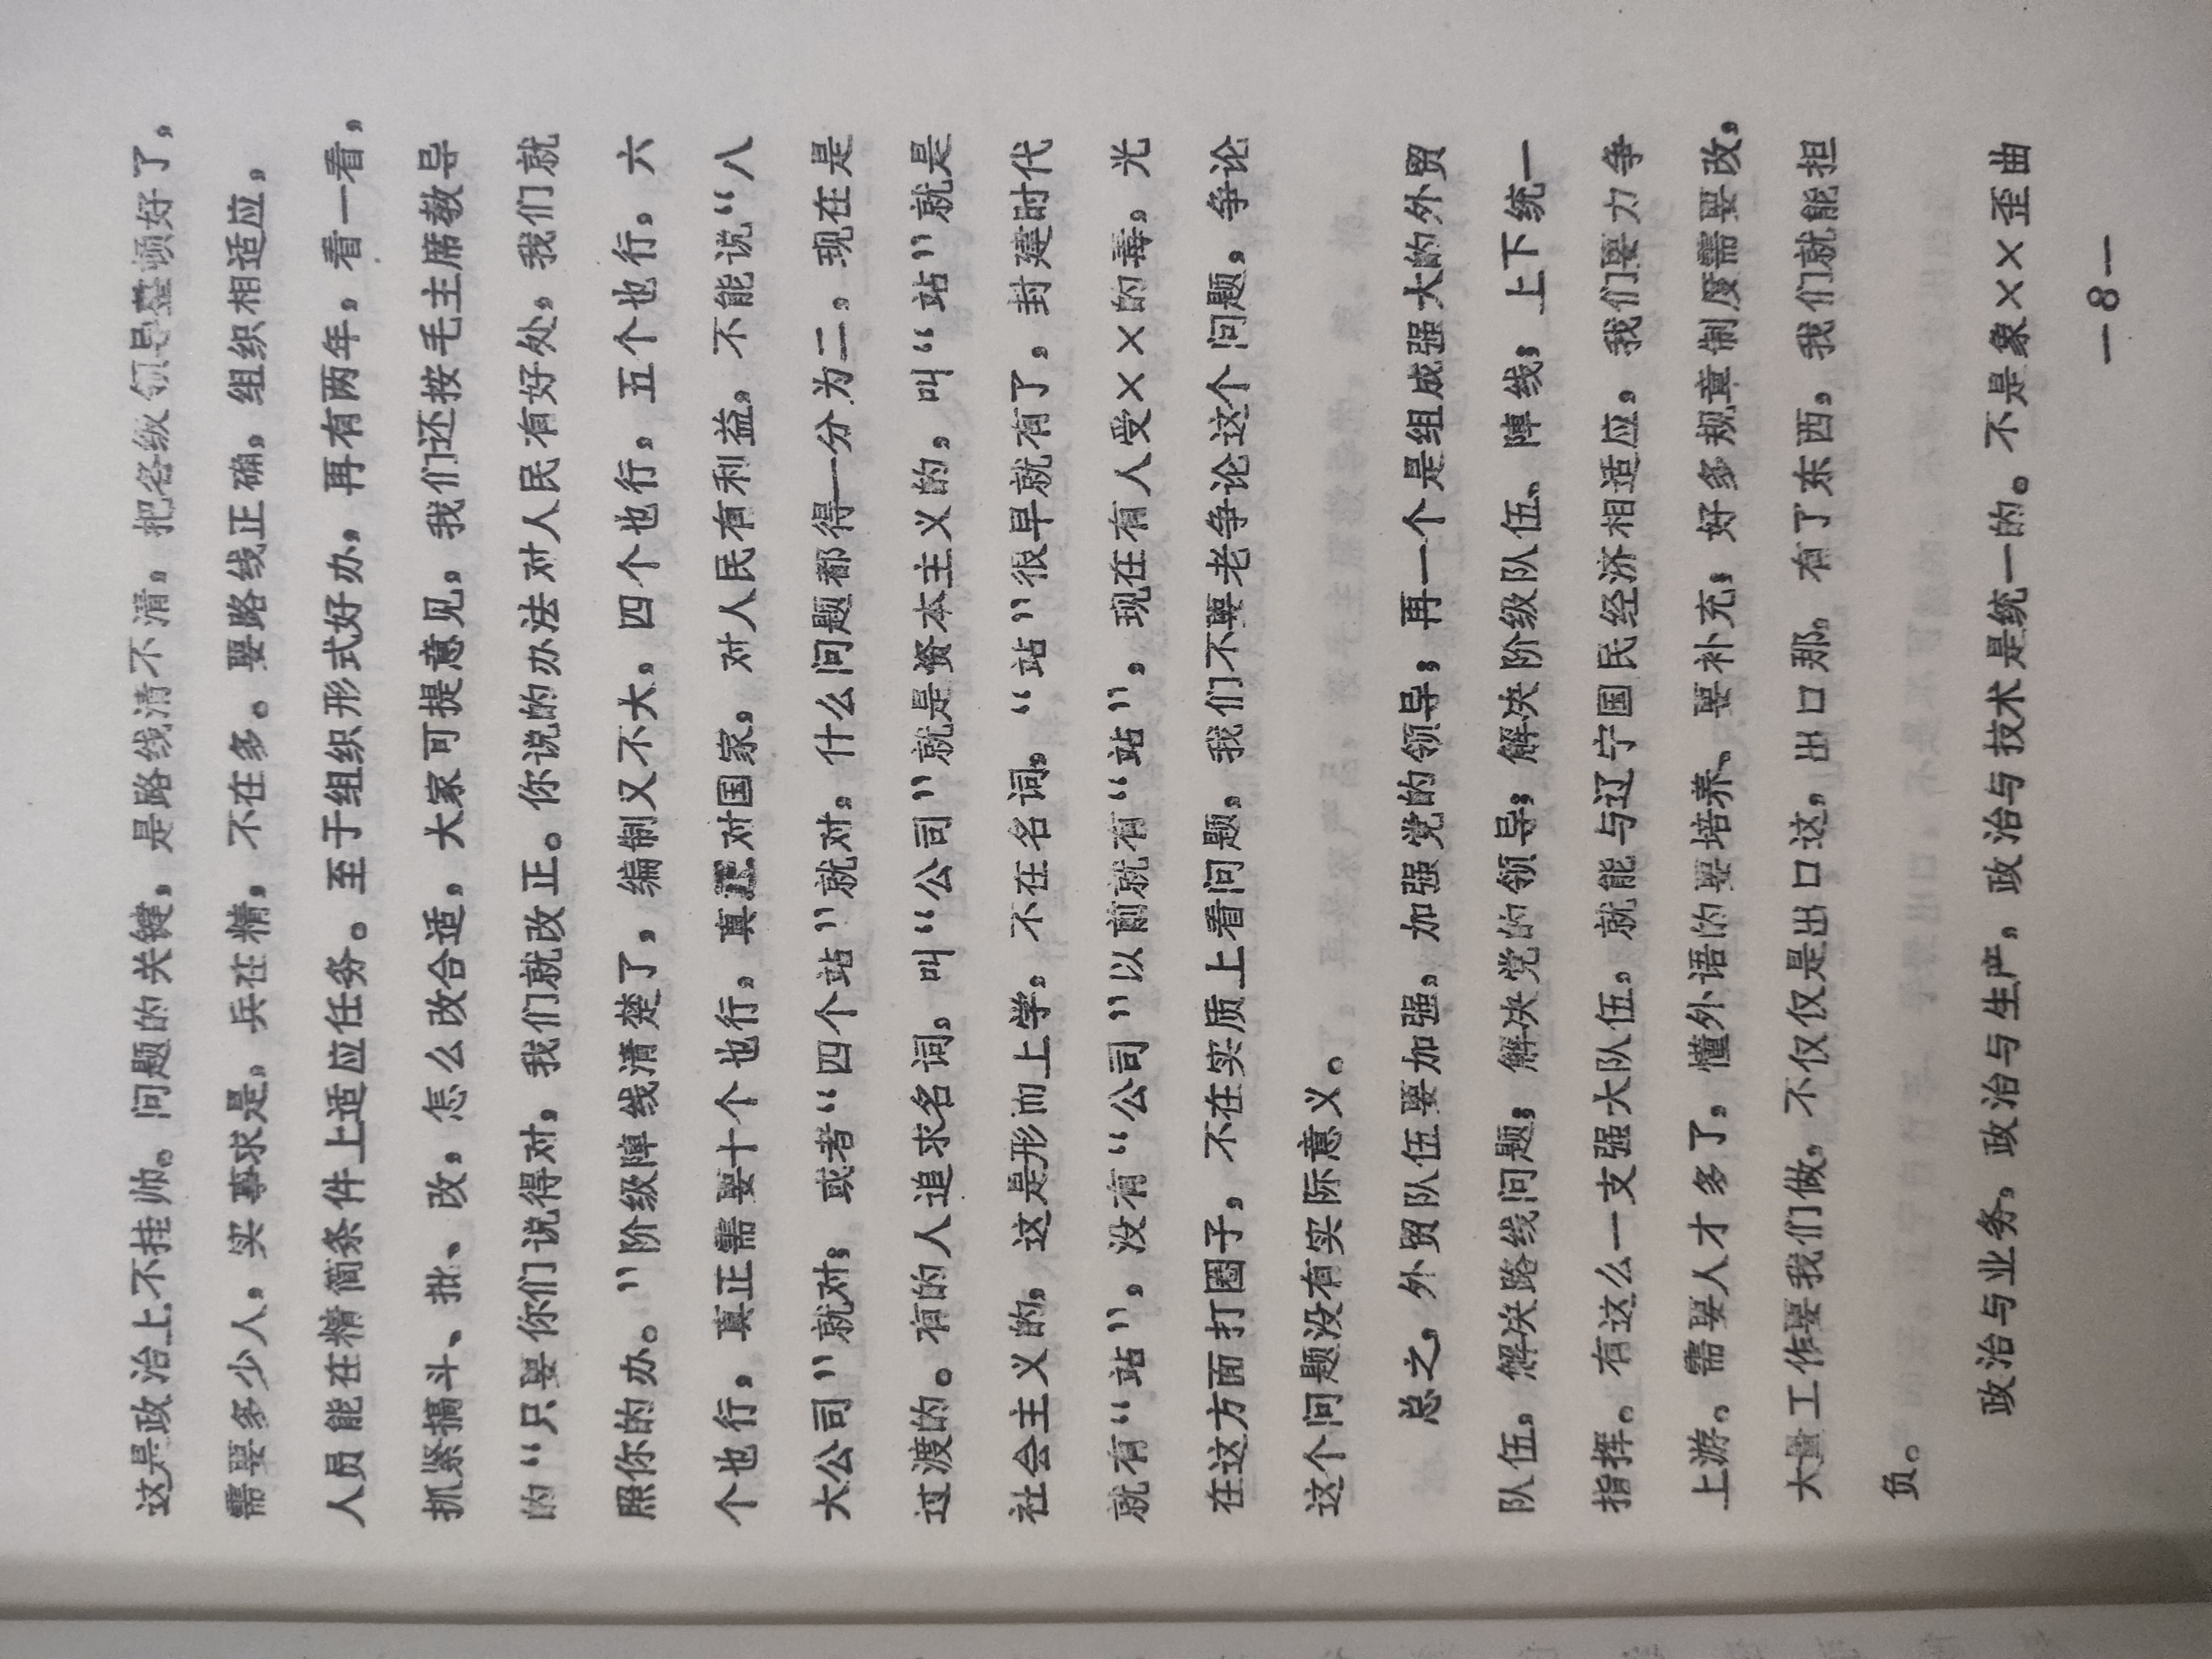 这是政治上不挂帅。问题的关键，是路线清不清，把各级领导整顿好了，
需要多少人，实事求是，兵在精，不在多。要路线正确，组织相适应，
人员能在精简条件上适应任务。至于组织形式好办，再有两年，看一看，
抓紧搞斗、批、改，怎么改合适，大家可提意见，我们还按毛主席教导
的“只要你们说得对，我们就改正。你说的办法对人民有好处，我们就
照你的办。”阶级陣线清楚了，编制又不大，四个也行，五个也行，六
个也行，真正需要十个也行，真正对国家，对人民有利益，不能说“八
大公司”就对；或者“四个站”就对，什么问题都得一分为二，现在是
过渡的。有的人追求名词，叫“公司”就是资本主义的，叫“站”就是
社会主义的，这是形而上学，不在名词，“站”很早就有了，封建时代
就有“站”，没有“公司”以前就有“站”，现在有人受××的毒，光
在这方面打圈子，不在实质上看问题，我们不要老争论这个问题，争论
这个问题没有实际意义。
总之，外贸队伍要加强，加强党的领导；再一个是组成强大的外贸
队伍，解决路线问题；解决党的领导；解决阶级队伍、陣线；上下统一
指挥。有这么一支强大队伍，就能与辽宁国民经济相适应，我们要力争
上游。需要人才多了，懂外语的要培养、要补充；好多规章制度需要改，
大量工作要我们做，不仅仅是出口这，出口那，有了东西，我们就能担
负。
政治与业务，政治与生产，政治与技术是统一的。不是象××歪曲
—8—